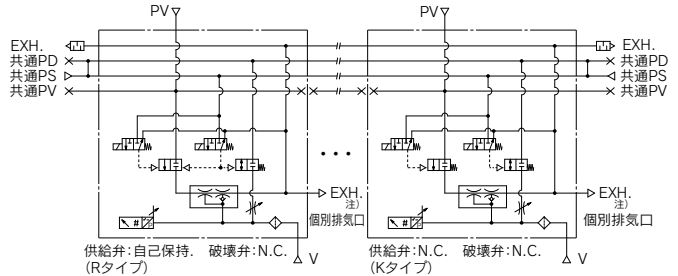 PV
PV
EXH.
共通PD
共通PS
共通PV
EXH.
共通PD
共通PS
共通PV
EXH.
注)
個別排気口
EXH.
注)
個別排気口
#
#
供給弁:自己保持.
(Rタイプ)
破壊弁:N.C.
V
供給弁:N.C.
(Kタイプ)
破壊弁:N.C.
V